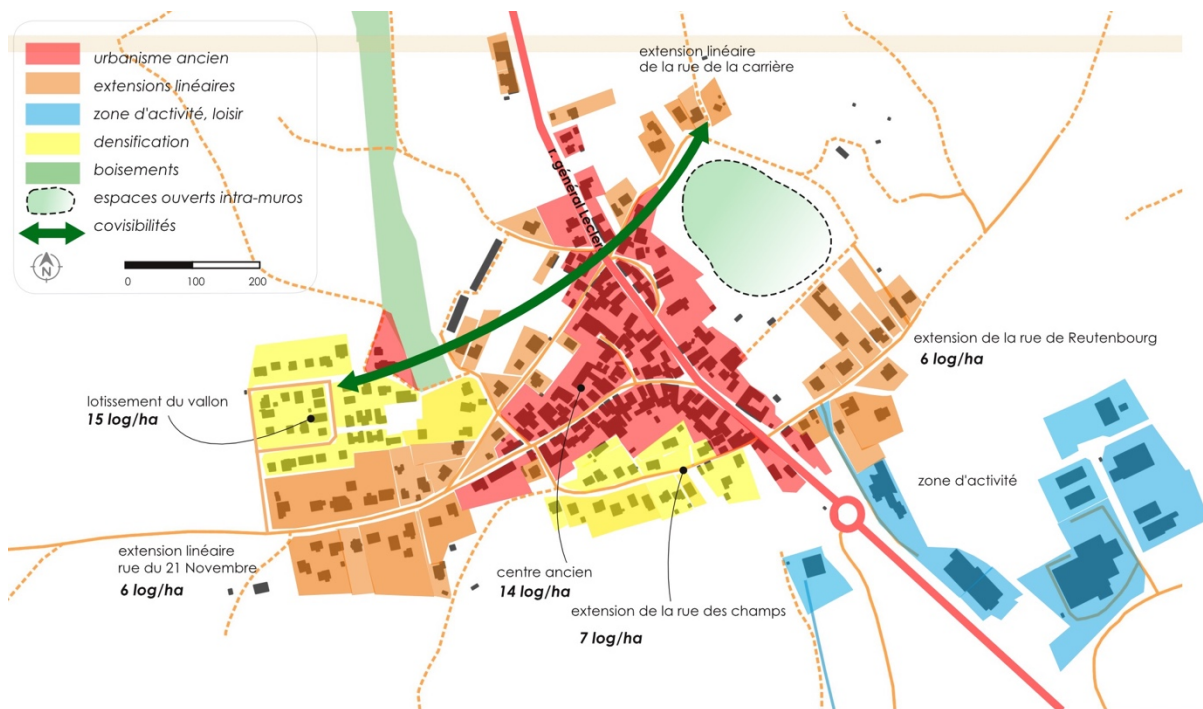 urbanisme ancien
extensions linéaires
zone d'activité, loisir
densification
boisements
espaces ouverts intra-muros
covisibilités
N
0 100 200
extension linéaire
de la rue de la carrière
r. général Lecler
extension de la rue de Reutenbourg
6 log/ha
lotissement du vallon
15 log/ha
zone d'activité
extension linéaire
rue du 21 Novembre
6 log/ha
centre ancien
14 log/ha
extension de la rue des champs
7 log/ha